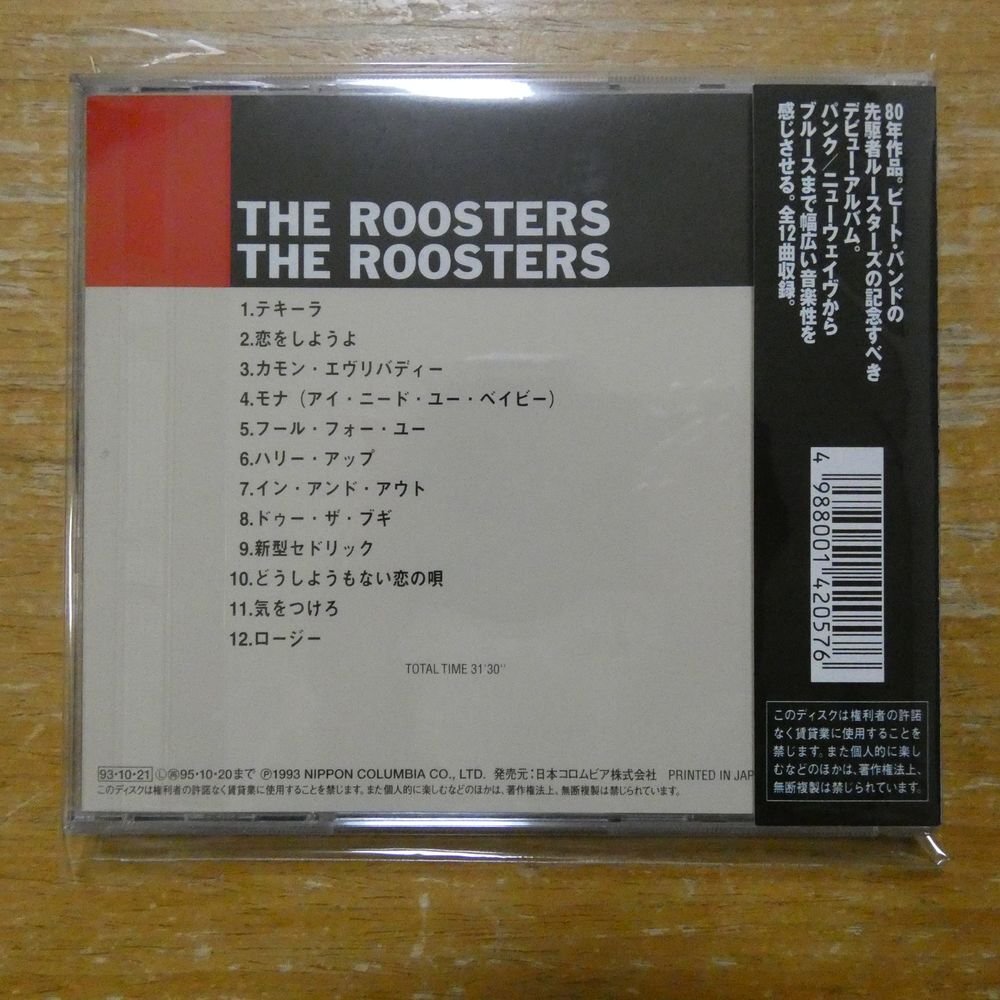 THE ROOSTERS
THE ROOSTERS
1.テキーラ
2.恋をしようよ
3.カモン・エヴリバディー
4.モナ（アイ・ニード・ユー・ベイビー）
5.フール・フォー・ユー
6.ハリー・アップ
7.イン・アンド・アウト
8.ドゥー・ザ・ブギ
9.新型セドリック
10.どうしようもない恋の唄
11.気をつけろ
12.ロージー
TOTAL TIME 31'30''
93・10・21 Ⓛ 95・10・20まで ℗1993 NIPPON COLUMBIA CO., LTD. 発売元：日本コロムビア株式会社 PRINTED IN JAP
このディスクは権利者の許諾なく賃貸業に使用することを禁じます。また個人的に楽しむなどのほかは、著作権法上、無断複製は禁じられています。
80年作品。ビート・バンドの
先駆者ルースターズの記念すべき
デビュー・アルバム。
パンク／ニューウェイヴから
ブルースまで幅広い音楽性を
感じさせる。全12曲収録。
4 988001 420576
このディスクは権利者の許諾
なく賃貸業に使用することを
禁じます。また個人的に楽し
むなどのほかは、著作権法上、
無断複製は禁じられています。